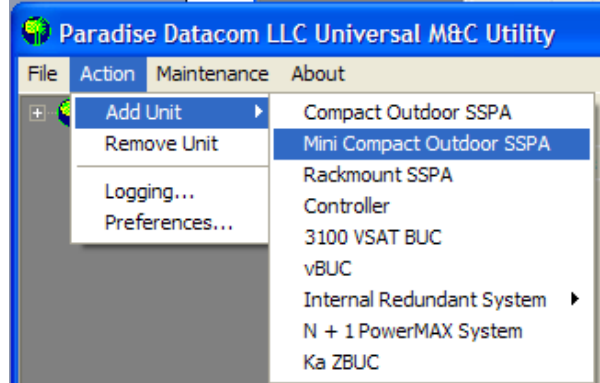 Paradise Datacom LLC Universal M&C Utility
File Action Maintenance About
Add Unit
Remove Unit
Logging...
Preferences...
Compact Outdoor SSPA
Mini Compact Outdoor SSPA
Rackmount SSPA
Controller
3100 VSAT BUC
vBUC
Internal Redundant System
N + 1 PowerMAX System
Ka ZBUC